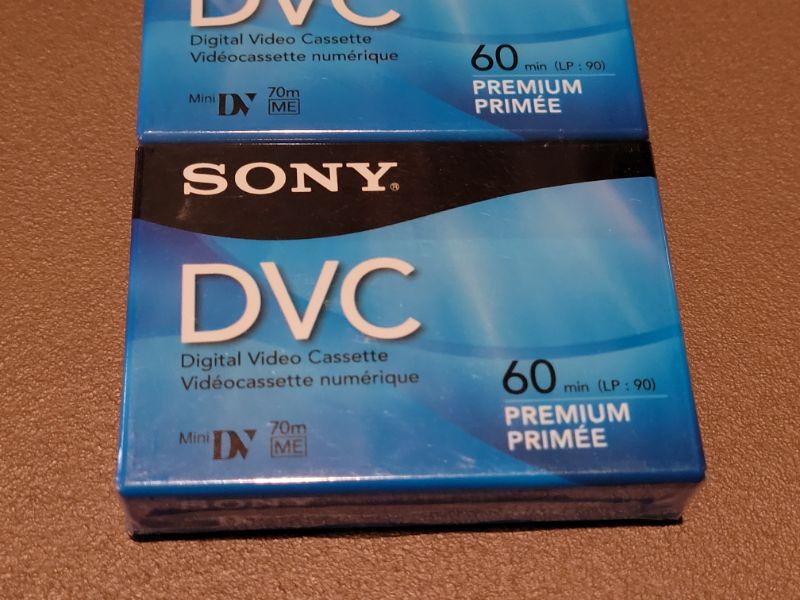 DVC
Digital Video Cassette
Vidéocassette numérique
60 min (LP : 90)
PREMIUM
PRIMÉE
Mini DV 70m
ME
SONY®
DVC
Digital Video Cassette
Vidéocassette numérique
60 min (LP : 90)
PREMIUM
PRIMÉE
Mini DV 70m
ME
SONY